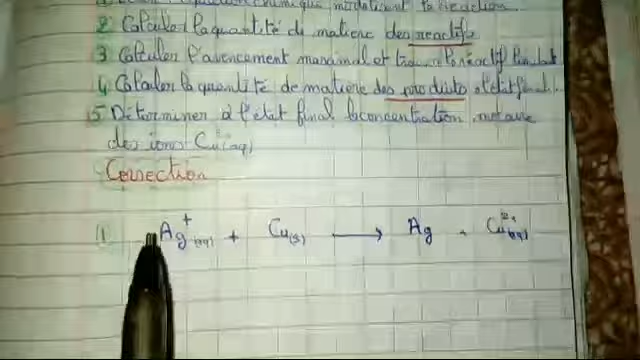 2 Calculer la quantité de matière des réactifs
3 Calculer l'avancement maximal et le réactif limitant
4 Calculer la quantité de matière des produits à l'état final.
5 Déterminer à l'état final la concentration molaire
des ions Cu²⁺(aq)
Correction
1) Ag⁺(aq) + Cu(s) → Ag + Cu²⁺(aq)